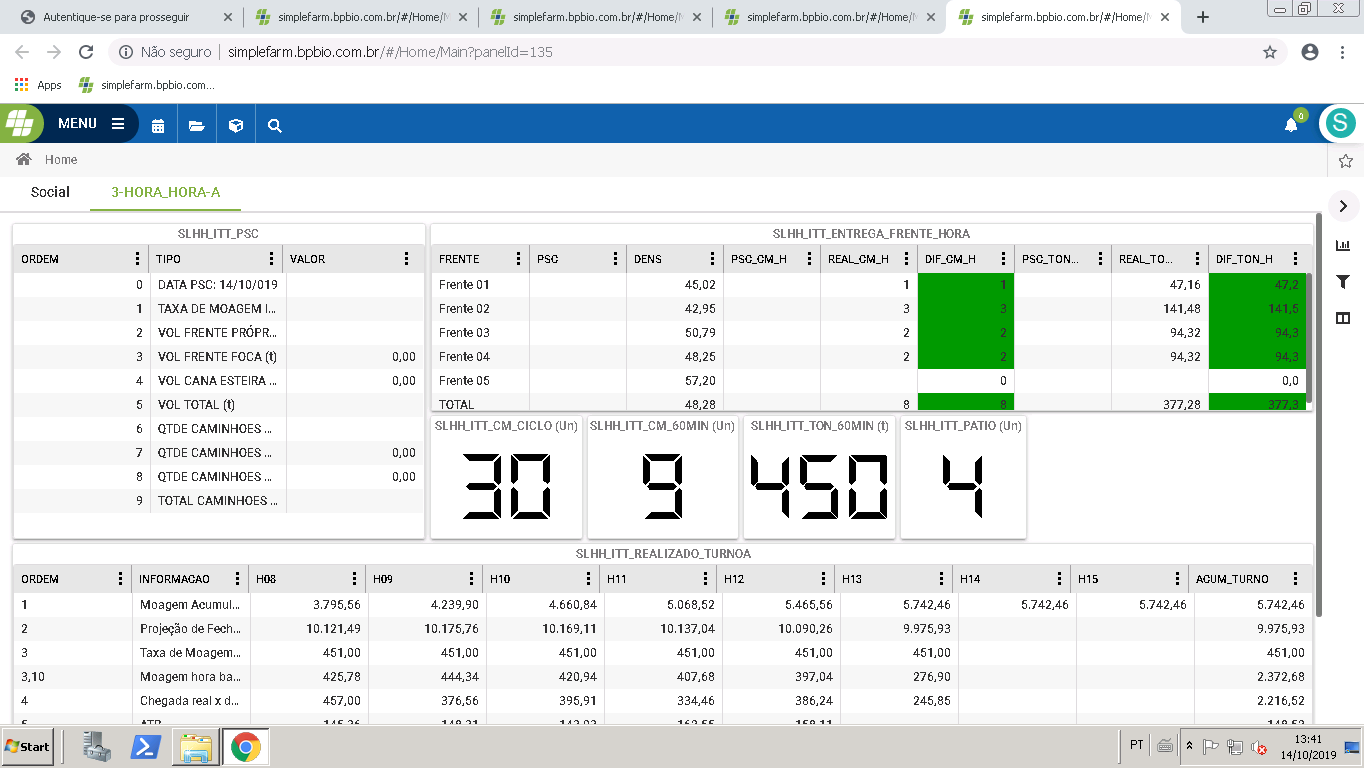 Autentique-se para prosseguir
simplefarm.bpbio.com.br/#/Home/M
simplefarm.bpbio.com.br/#/Home/M
simplefarm.bpbio.com.br/#/Home/M
simplefarm.bpbio.com.br/#/Home/M
Não seguro | simplefarm.bpbio.com.br/#/Home/Main?panelId=135
Apps simplefarm.bpbio.com...
MENU 0 S
Home
Social 3-HORA_HORA-A
SLHH_ITT_PSC
ORDEM TIPO VALOR
0 DATA PSC: 14/10/019
1 TAXA DE MOAGEM I...
2 VOL FRENTE PRÓPR...
3 VOL FRENTE FOCA (t) 0,00
4 VOL CANA ESTEIRA ... 0,00
5 VOL TOTAL (t)
6 QTDE CAMINHOES ...
7 QTDE CAMINHOES ... 0,00
8 QTDE CAMINHOES ... 0,00
9 TOTAL CAMINHOES ...
SLHH_ITT_ENTREGA_FRENTE_HORA
FRENTE PSC DENS PSC_CM_H REAL_CM_H DIF_CM_H PSC_TON... REAL_TO... DIF_TON_H
Frente 01 45,02 1 1 47,16 47,2
Frente 02 42,95 3 3 141,48 141,5
Frente 03 50,79 2 2 94,32 94,3
Frente 04 48,25 2 2 94,32 94,3
Frente 05 57,20 0 0,0
TOTAL 48,28 8 8 377,28 377,3
SLHH_ITT_CM_CICLO (Un)
30
SLHH_ITT_CM_60MIN (Un)
9
SLHH_ITT_TON_60MIN (t)
450
SLHH_ITT_PATIO (Un)
4
SLHH_ITT_REALIZADO_TURNOA
ORDEM INFORMACAO H08 H09 H10 H11 H12 H13 H14 H15 ACUM_TURNO
1 Moagem Acumul... 3.795,56 4.239,90 4.660,84 5.068,52 5.465,56 5.742,46 5.742,46 5.742,46 5.742,46
2 Projeção de Fech... 10.121,49 10.175,76 10.169,11 10.137,04 10.090,26 9.975,93 9.975,93
3 Taxa de Moagem... 451,00 451,00 451,00 451,00 451,00 451,00 451,00
3,10 Moagem hora ba... 425,78 444,34 420,94 407,68 397,04 276,90 2.372,68
4 Chegada real x d... 457,00 376,56 395,91 334,46 386,24 245,85 2.216,52
Start PT 13:41
14/10/2019